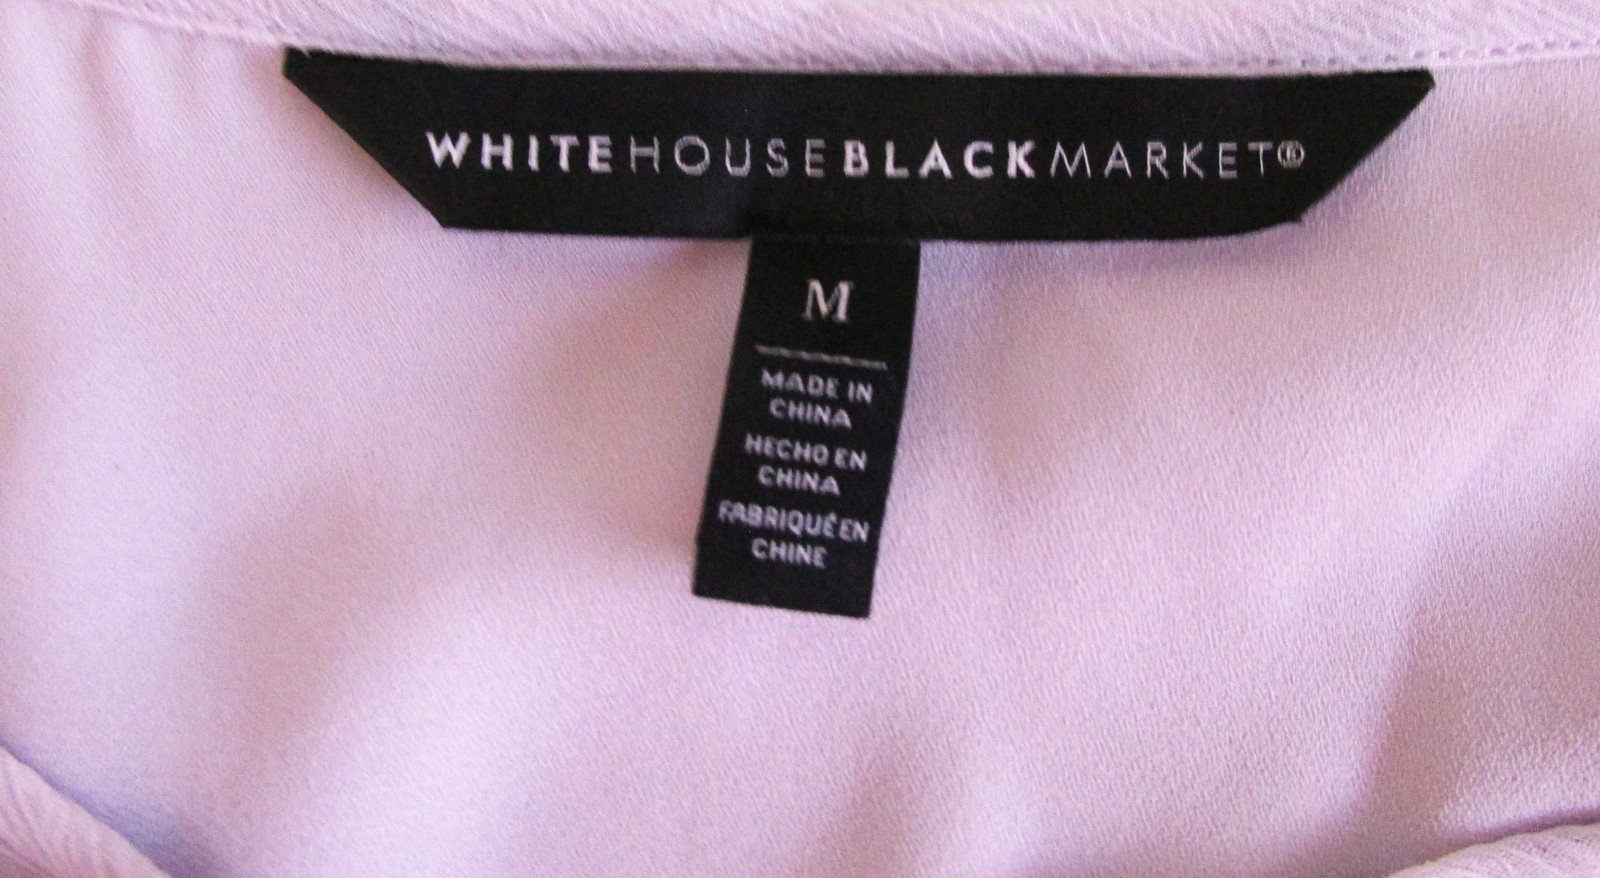 WHITEHOUSEBLACKMARKET®
M
MADE IN
CHINA
HECHO EN
CHINA
FABRIQUÉ EN
CHINE